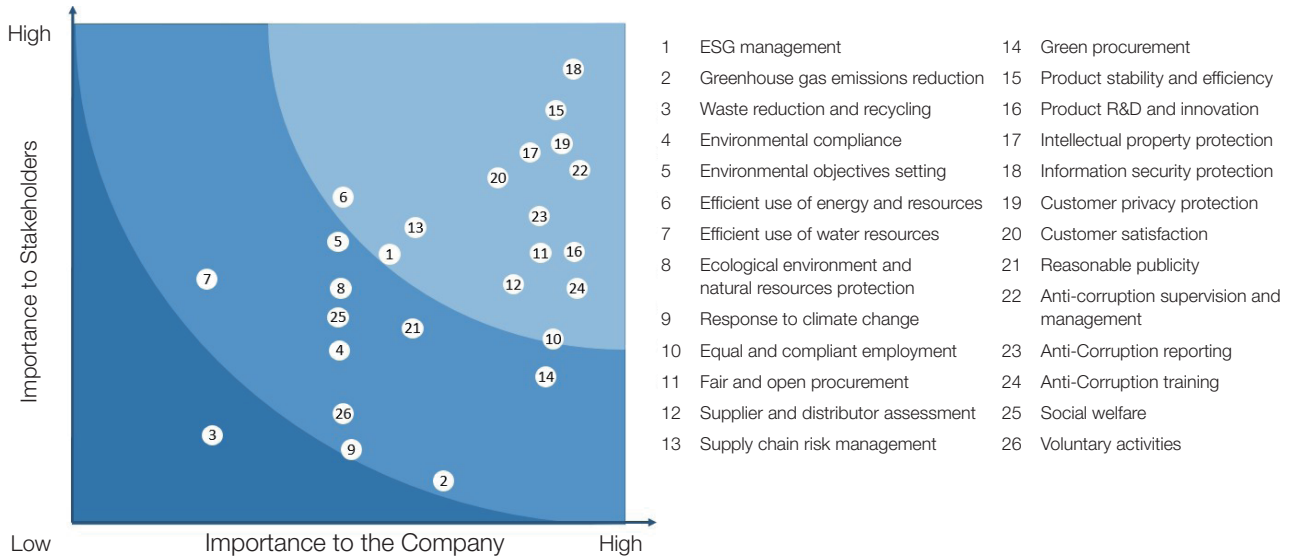 High
Importance to Stakeholders
18
15
19
17
22
20
6
23
13
5
11
16
1
7
12
8
24
25
21
10
4
14
26
3
9
2
Low
Importance to the Company
High
1 ESG management
2 Greenhouse gas emissions reduction
3 Waste reduction and recycling
4 Environmental compliance
5 Environmental objectives setting
6 Efficient use of energy and resources
7 Efficient use of water resources
8 Ecological environment and
natural resources protection
9 Response to climate change
10 Equal and compliant employment
11 Fair and open procurement
12 Supplier and distributor assessment
13 Supply chain risk management
14 Green procurement
15 Product stability and efficiency
16 Product R&D and innovation
17 Intellectual property protection
18 Information security protection
19 Customer privacy protection
20 Customer satisfaction
21 Reasonable publicity
22 Anti-corruption supervision and
management
23 Anti-Corruption reporting
24 Anti-Corruption training
25 Social welfare
26 Voluntary activities